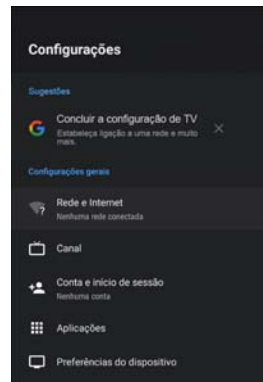 Configurações
Sugestões
Concluir a configuração de TV
Estabeleça ligação a uma rede e muito
mais.
Configurações gerais
Rede e Internet
Nenhuma rede conectada
Canal
Conta e início de sessão
Nenhuma conta
Aplicações
Preferências do dispositivo